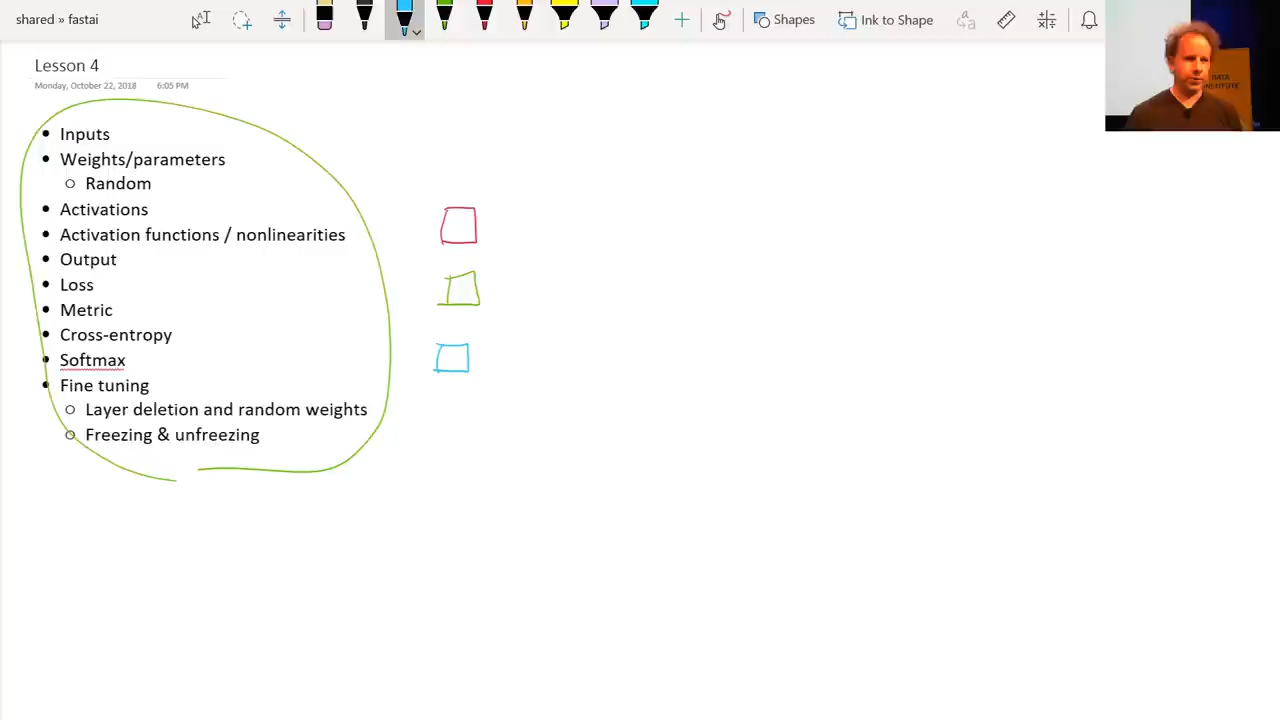 shared » fastai
Shapes
Ink to Shape
Lesson 4
Monday, October 22, 2018 6:05 PM
• Inputs
• Weights/parameters
○ Random
• Activations
• Activation functions / nonlinearities
• Output
• Loss
• Metric
• Cross-entropy
• Softmax
• Fine tuning
○ Layer deletion and random weights
○ Freezing & unfreezing
DATA
INSTITUTE